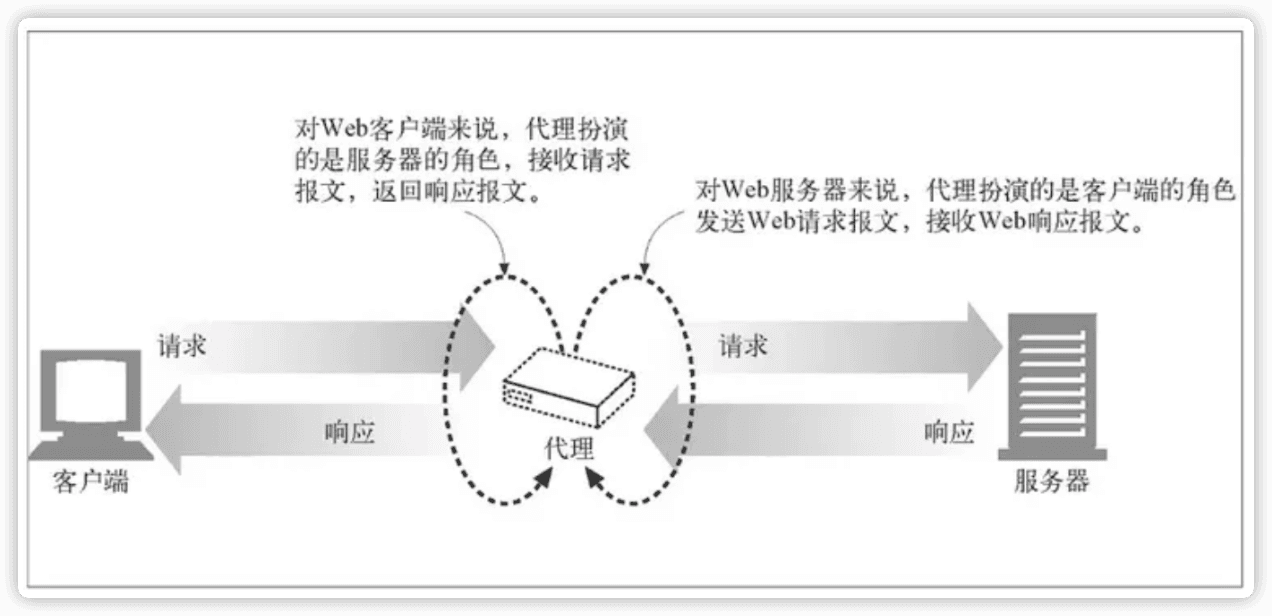 对Web客户端来说，代理扮演
的是服务器的角色，接收请求
报文，返回响应报文。
对Web服务器来说，代理扮演的是客户端的角色
发送Web请求报文，接收Web响应报文。
请求
请求
响应
响应
代理
客户端
服务器